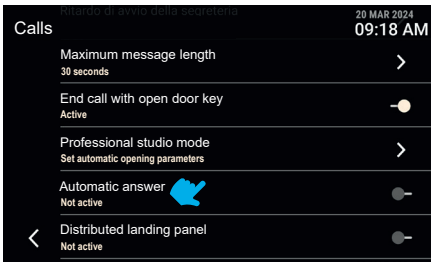 Ritardo di avvio della segreteria
20 MAR 2024
Calls
09:18 AM
Maximum message length
30 seconds
End call with open door key
Active
Professional studio mode
Set automatic opening parameters
Automatic answer
Not active
Distributed landing panel
Not active